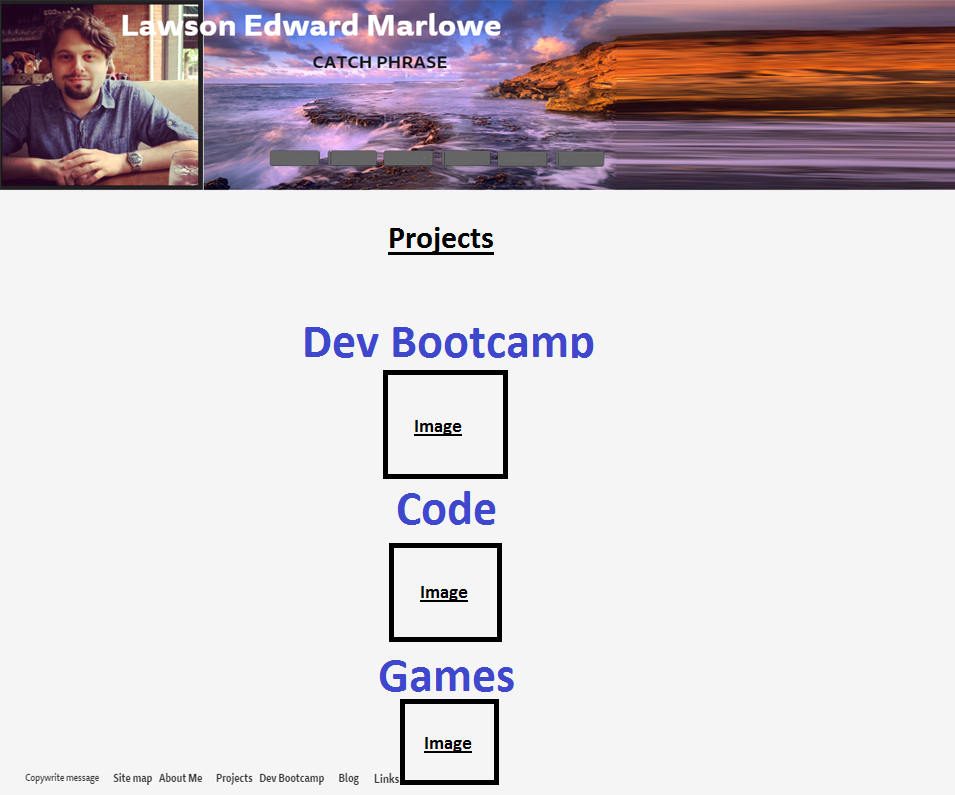 Lawson Edward Marlowe
CATCH PHRASE
Projects
Dev Bootcamp
Image
Code
Image
Games
Image
Copywrite message Site map About Me Projects Dev Bootcamp Blog Links